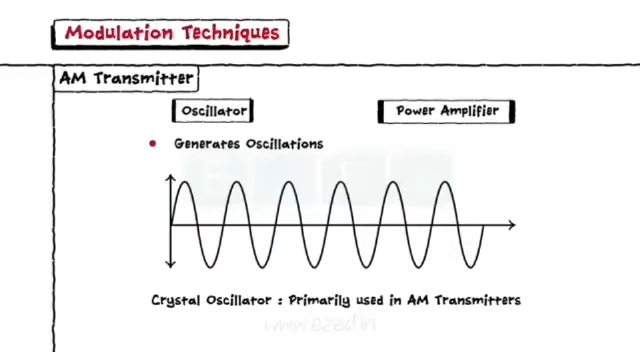 Modulation Techniques
AM Transmitter
Oscillator
Power Amplifier
• Generates Oscillations
Crystal Oscillator : Primarily used in AM Transmitters
www.ezed.in